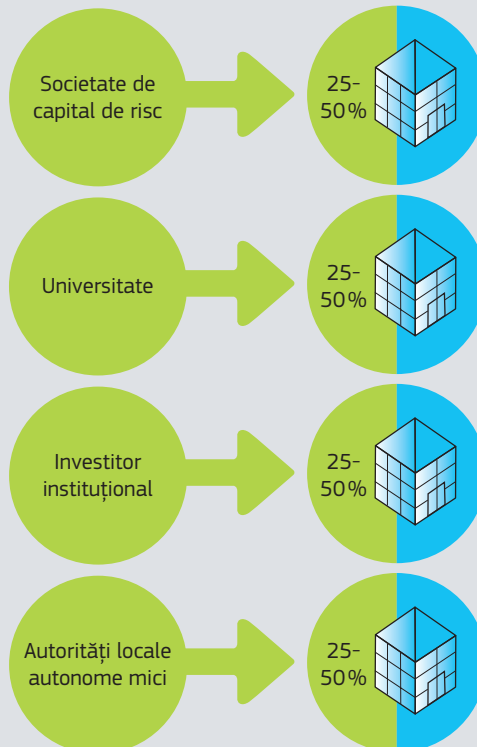 Societate de
capital de risc
25-
50%
Universitate
25-
50%
Investitor
instituțional
25-
50%
Autorități locale
autonome mici
25-
50%